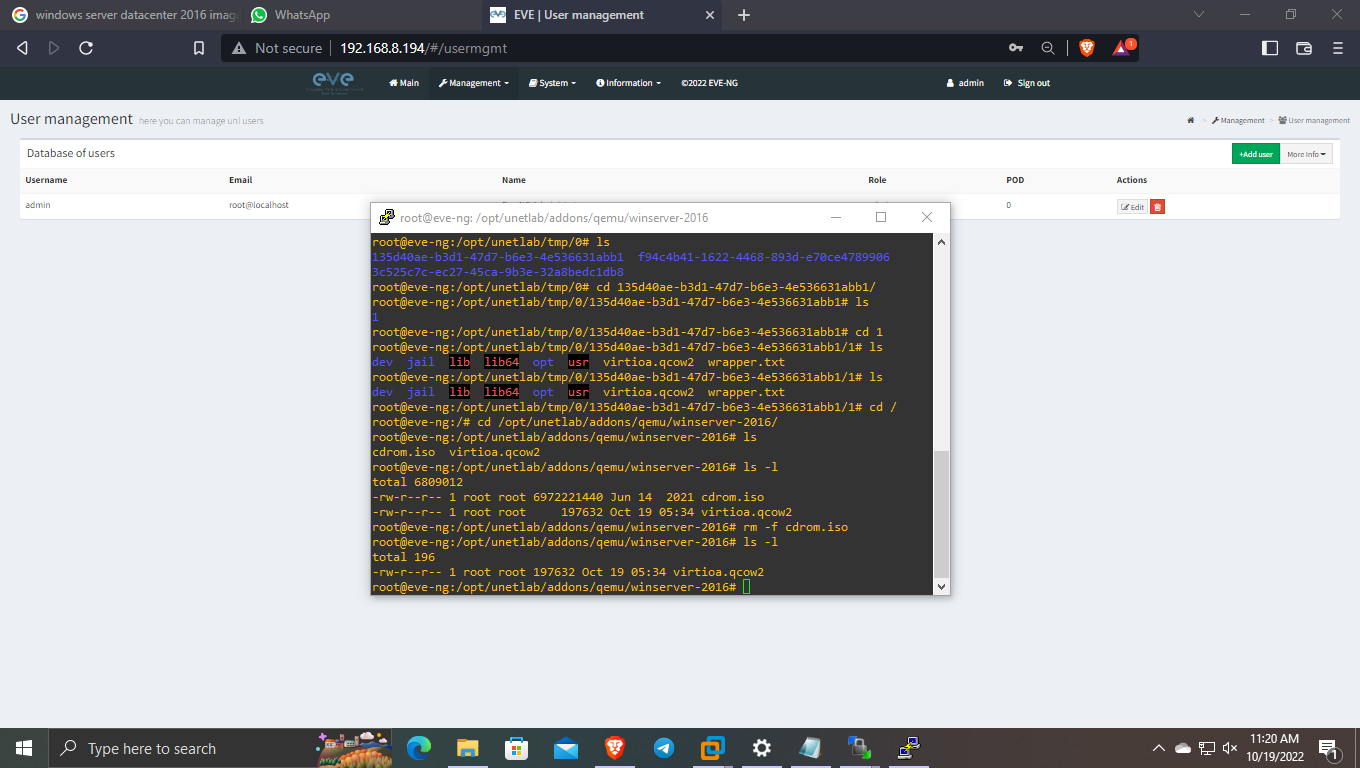 windows server datacenter 2016 imag
WhatsApp
EVE | User management
Not secure
192.168.8.194/#/usermgmt
1
eve
Main
Management
System
Information
©2022 EVE-NG
admin
Sign out
User management here you can manage unl users
Management > User management
Database of users
+Add user
More info
Username Email Name Role POD Actions
admin root@localhost 0 Edit
root@eve-ng: /opt/unetlab/addons/qemu/winserver-2016
root@eve-ng:/opt/unetlab/tmp/0# ls
135d40ae-b3d1-47d7-b6e3-4e536631abb1 f94c4b41-1622-4468-893d-e70ce4789906
3c525c7c-ec27-45ca-9b3e-32a8bedc1db8
root@eve-ng:/opt/unetlab/tmp/0# cd 135d40ae-b3d1-47d7-b6e3-4e536631abb1/
root@eve-ng:/opt/unetlab/tmp/0/135d40ae-b3d1-47d7-b6e3-4e536631abb1# ls
1
root@eve-ng:/opt/unetlab/tmp/0/135d40ae-b3d1-47d7-b6e3-4e536631abb1# cd 1
root@eve-ng:/opt/unetlab/tmp/0/135d40ae-b3d1-47d7-b6e3-4e536631abb1/1# ls
dev jail lib lib64 opt usr virtioa.qcow2 wrapper.txt
root@eve-ng:/opt/unetlab/tmp/0/135d40ae-b3d1-47d7-b6e3-4e536631abb1/1# ls
dev jail lib lib64 opt usr virtioa.qcow2 wrapper.txt
root@eve-ng:/opt/unetlab/tmp/0/135d40ae-b3d1-47d7-b6e3-4e536631abb1/1# cd /
root@eve-ng:/# cd /opt/unetlab/addons/qemu/winserver-2016/
root@eve-ng:/opt/unetlab/addons/qemu/winserver-2016# ls
cdrom.iso virtioa.qcow2
root@eve-ng:/opt/unetlab/addons/qemu/winserver-2016# ls -l
total 6809012
-rw-r--r-- 1 root root 6972221440 Jun 14 2021 cdrom.iso
-rw-r--r-- 1 root root 197632 Oct 19 05:34 virtioa.qcow2
root@eve-ng:/opt/unetlab/addons/qemu/winserver-2016# rm -f cdrom.iso
root@eve-ng:/opt/unetlab/addons/qemu/winserver-2016# ls -l
total 196
-rw-r--r-- 1 root root 197632 Oct 19 05:34 virtioa.qcow2
root@eve-ng:/opt/unetlab/addons/qemu/winserver-2016#
Type here to search
11:20 AM
10/19/2022
1